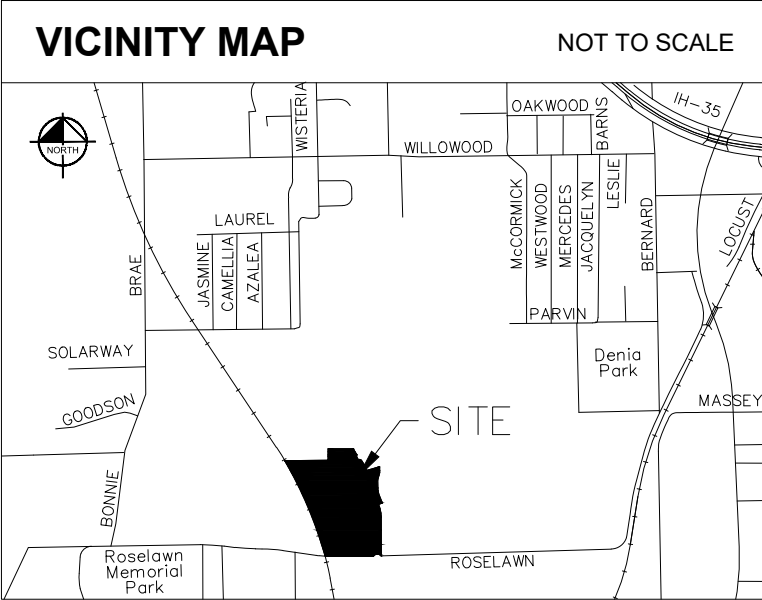 VICINITY MAP
NOT TO SCALE
NORTH
WISTERIA
OAKWOOD
BARNS
IH-35
WILLOWOOD
McCORMICK
WESTWOOD
MERCEDES
JACQUELYN
LESLIE
BERNARD
LOCUST
LAUREL
JASMINE
CAMELLIA
AZALEA
BRAE
PARVIN
SOLARWAY
Denia
Park
GOODSON
MASSEY
SITE
BONNIE
Roselawn
Memorial
Park
ROSELAWN